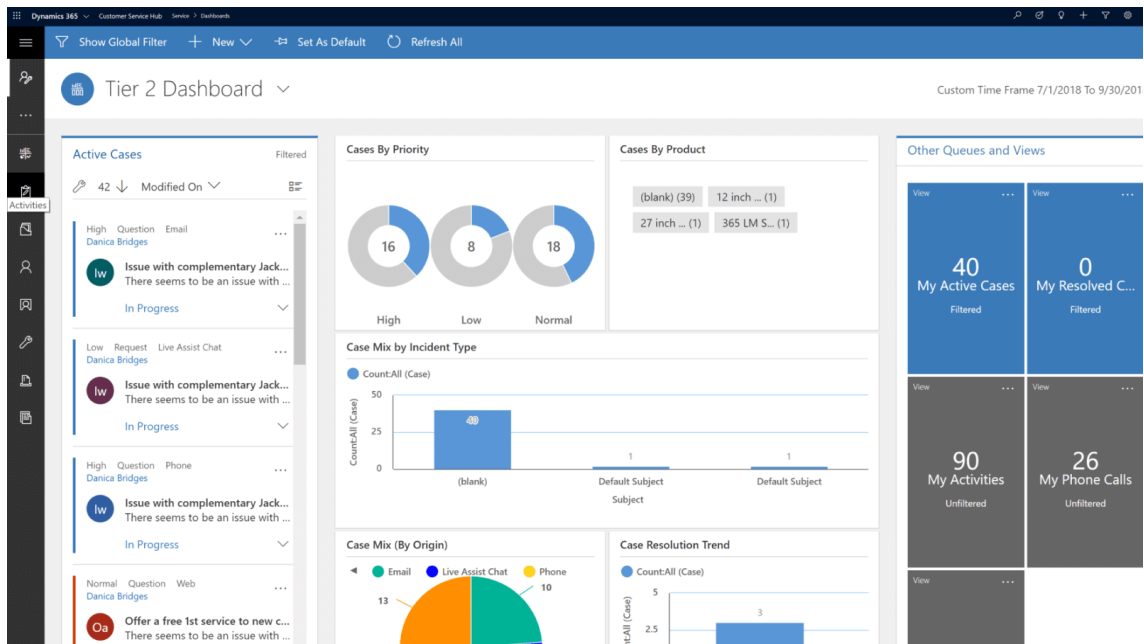 Dynamics 365 Customer Service Hub Service > Dashboards
Show Global Filter New Set As Default Refresh All
Tier 2 Dashboard
Custom Time Frame 7/1/2018 To 9/30/201
Activities
Active Cases Filtered
42 Modified On
High Question Email
Danica Bridges
Iw
Issue with complementary Jack...
There seems to be an issue with ...
In Progress
Low Request Live Assist Chat
Danica Bridges
Iw
Issue with complementary Jack...
There seems to be an issue with ...
In Progress
High Question Phone
Danica Bridges
Iw
Issue with complementary Jack...
There seems to be an issue with ...
In Progress
Normal Question Web
Danica Bridges
Oa
Offer a free 1st service to new c...
There seems to be an issue with ...
Cases By Priority
16 8 18
High Low Normal
Cases By Product
(blank) (39) 12 inch ... (1)
27 inch ... (1) 365 LM S... (1)
Case Mix by Incident Type
Count:All (Case)
Count:All (Case)
50
25
0
40 1 1
(blank) Default Subject Default Subject
Subject
Case Mix (By Origin)
Email Live Assist Chat Phone
13 10
Case Resolution Trend
Count:All (Case)
nt:All (Case)
5
2.5
3
Other Queues and Views
View
40
My Active Cases
Filtered
View
0
My Resolved C...
Filtered
View
90
My Activities
Unfiltered
View
26
My Phone Calls
Unfiltered
View